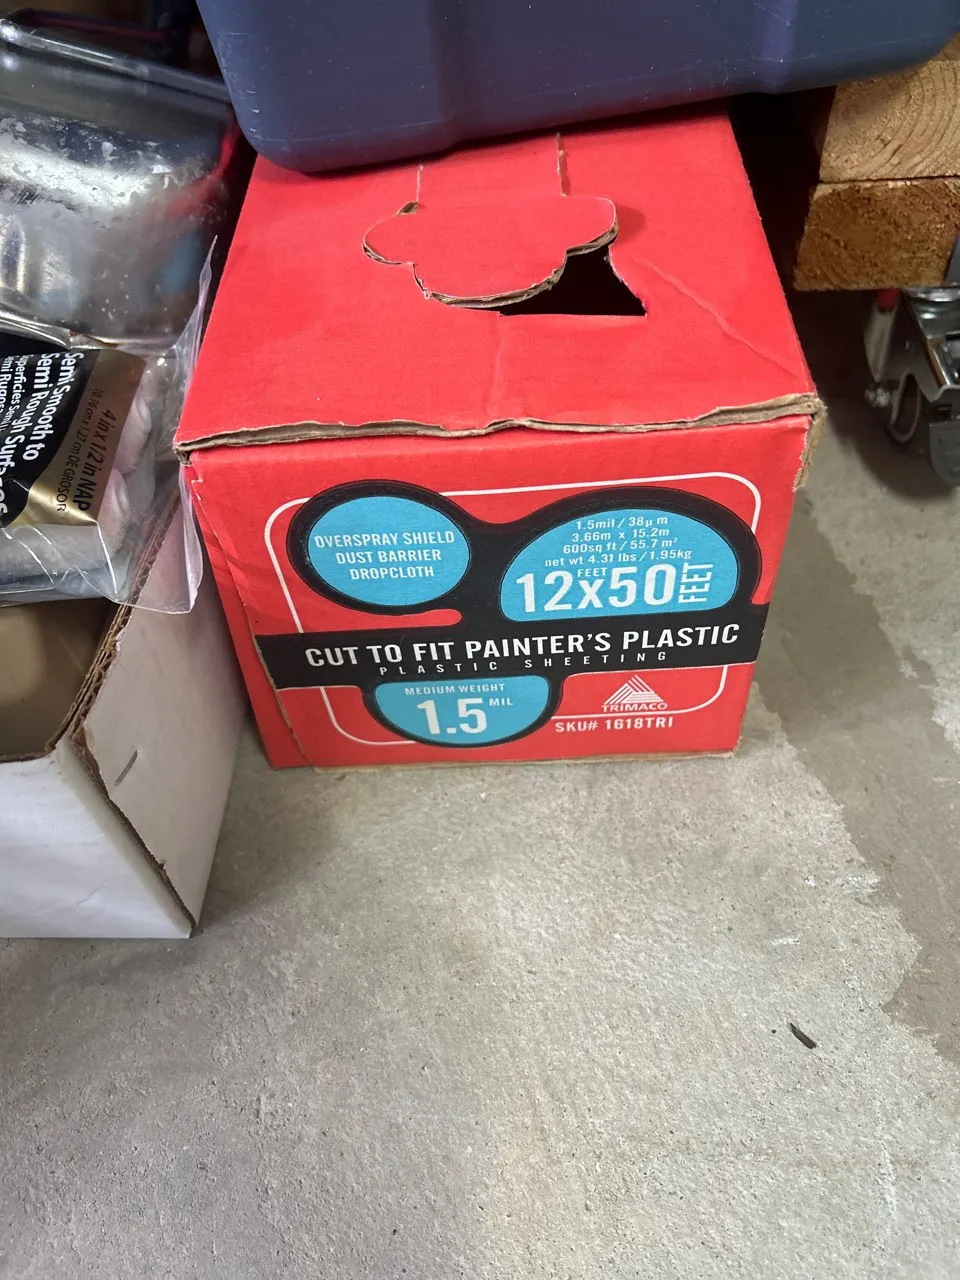 OVERSPRAY SHIELD
DUST BARRIER
DROPCLOTH
1.5mil / 38µ m
3.66m x 15.2m
600sq ft / 55.7 m²
net wt 4.31 lbs / 1.95kg
FEET
12x50 FEET
CUT TO FIT PAINTER'S PLASTIC
PLASTIC SHEETING
MEDIUM WEIGHT
1.5 MIL
TRIMACO
SKU# 1618TRI
Semi Smooth to
Semi Rough Surfaces
4 in x 1/2 in NAP